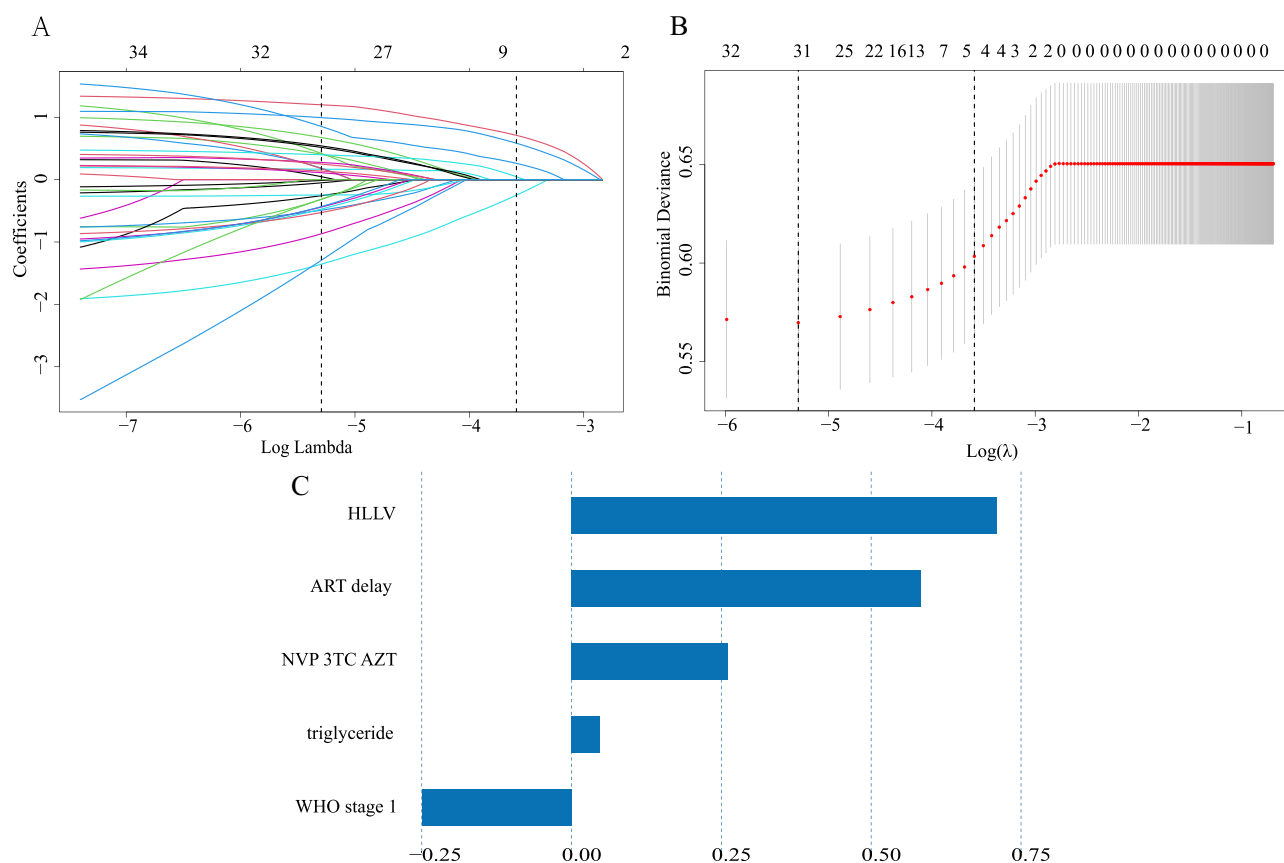 A
34 32 27 9 2
Coefficients
1
0
−1
−2
−3
−7 −6 −5 −4 −3
Log Lambda
B
32 31 25 22 16 13 7 5 4 4 3 2 2 0 0 0 0 0 0 0 0 0 0 0 0 0 0 0 0 0
Binomial Deviance
0.65
0.60
0.55
−6 −5 −4 −3 −2 −1
Log(λ)
C
HLLV
ART delay
NVP 3TC AZT
triglyceride
WHO stage 1
−0.25 0.00 0.25 0.50 0.75